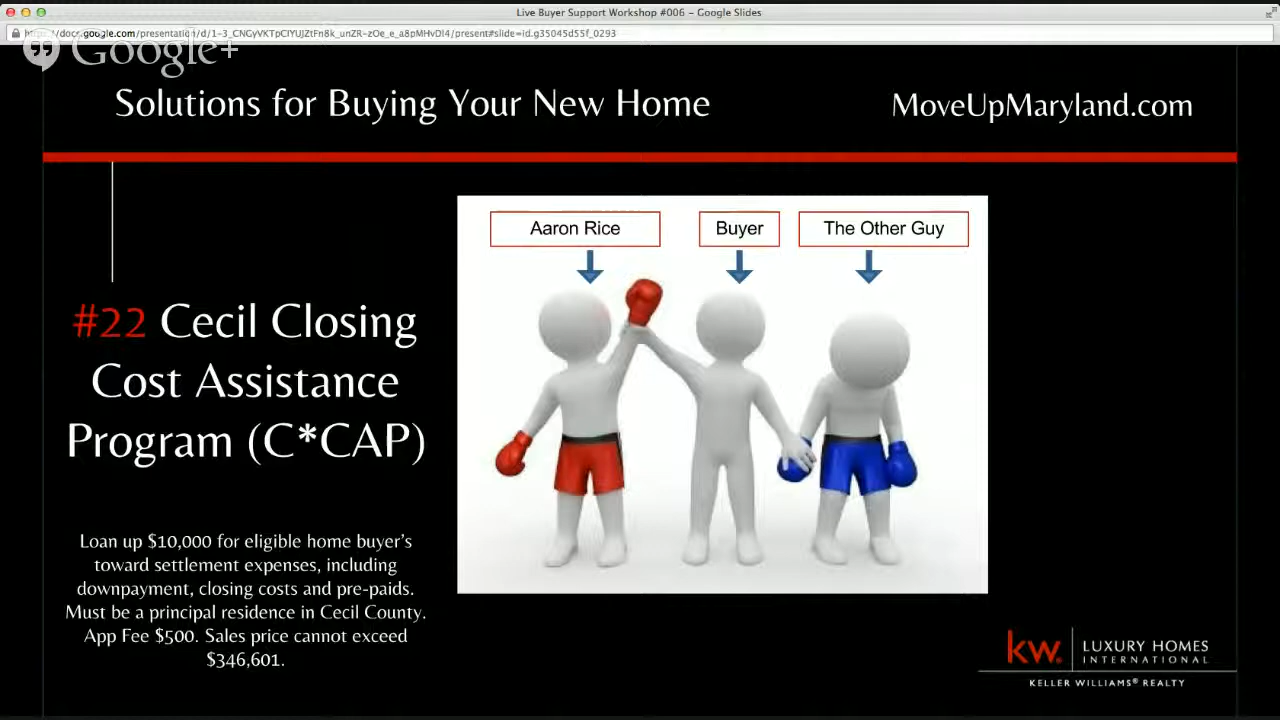 Live Buyer Support Workshop #006 – Google Slides
Google+
Solutions for Buying Your New Home
MoveUpMaryland.com
Aaron Rice
Buyer
The Other Guy
#22 Cecil Closing
Cost Assistance
Program (C*CAP)
Loan up $10,000 for eligible home buyer's
toward settlement expenses, including
downpayment, closing costs and pre-paids.
Must be a principal residence in Cecil County.
App Fee $500. Sales price cannot exceed
$346,601.
kw.
LUXURY HOMES
INTERNATIONAL
KELLER WILLIAMS® REALTY